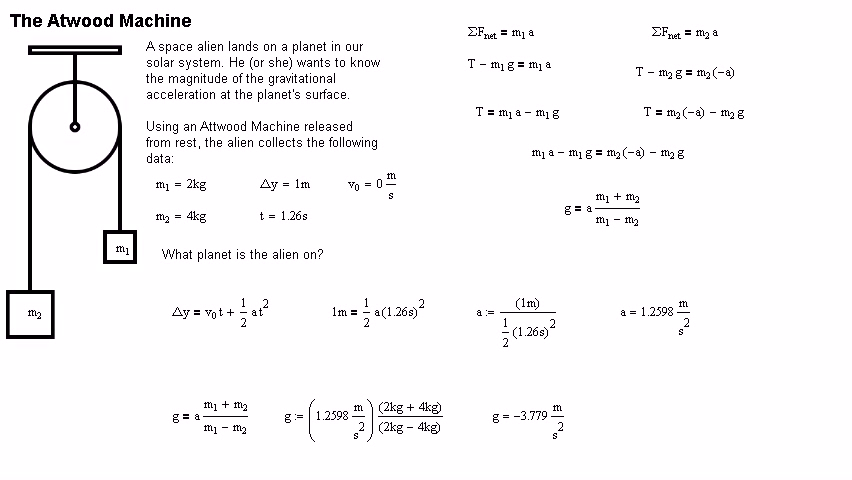 The Atwood Machine
A space alien lands on a planet in our
solar system. He (or she) wants to know
the magnitude of the gravitational
acceleration at the planet's surface.
Using an Attwood Machine released
from rest, the alien collects the following
data:
m₁ = 2kg Δy = 1m v₀ = 0 m/s
m₂ = 4kg t = 1.26s
What planet is the alien on?
m₁
m₂
ΣFnet = m₁ a ΣFnet = m₂ a
T − m₁ g = m₁ a T − m₂ g = m₂ (−a)
T = m₁ a − m₁ g T = m₂ (−a) − m₂ g
m₁ a − m₁ g = m₂ (−a) − m₂ g
g = a (m₁ + m₂)/(m₁ − m₂)
Δy = v₀ t + 1/2 a t² 1m = 1/2 a (1.26s)² a := (1m)/(1/2 (1.26s)²) a = 1.2598 m/s²
g = a (m₁ + m₂)/(m₁ − m₂) g := (1.2598 m/s²) (2kg + 4kg)/(2kg − 4kg) g = −3.779 m/s²